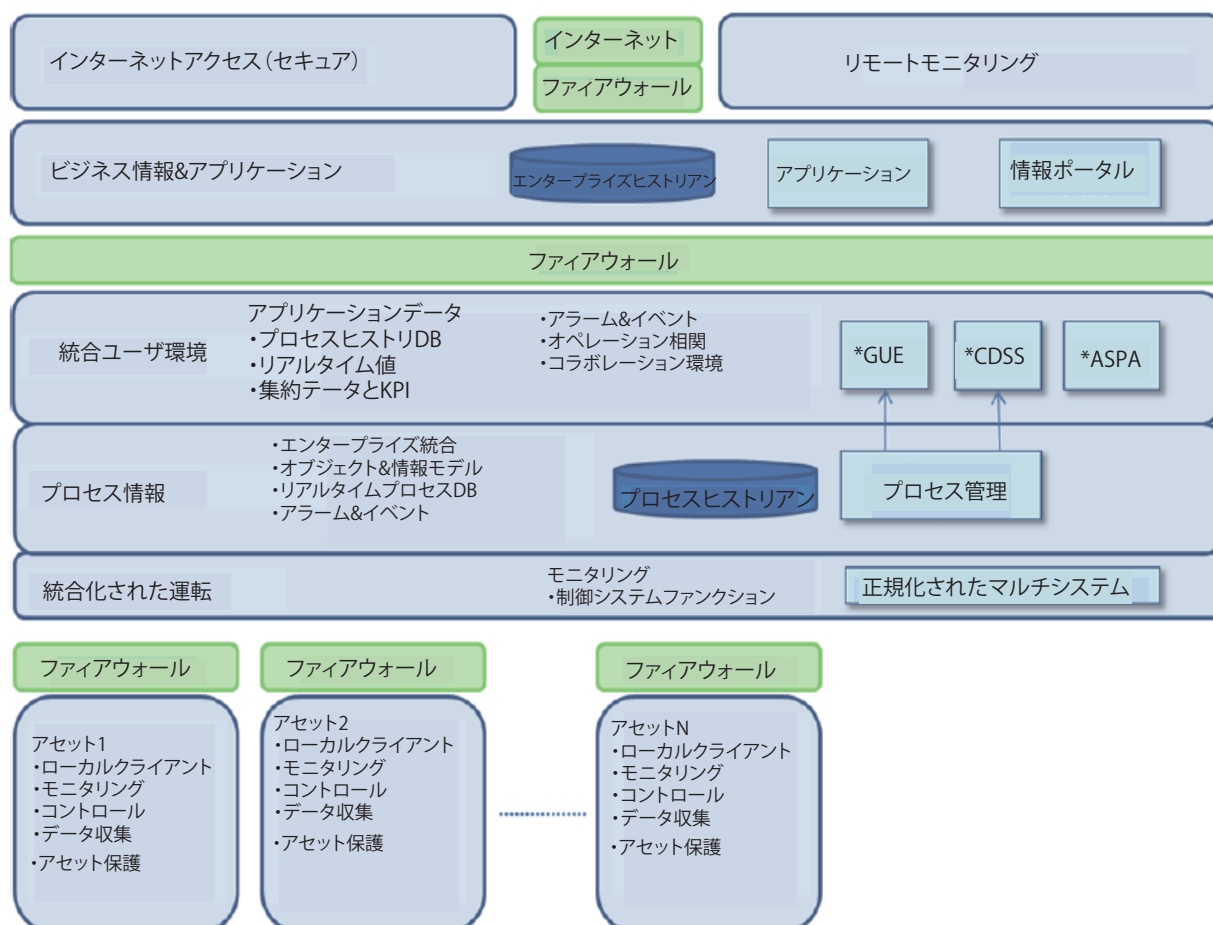 インターネットアクセス（セキュア）
インターネット
ファイアウォール
リモートモニタリング
ビジネス情報&アプリケーション
エンタープライズヒストリアン
アプリケーション
情報ポータル
ファィアウォール
統合ユーザ環境
アプリケーションデータ
・プロセスヒストリDB
・リアルタイム値
・集約テータとKPI
・アラーム&イベント
・オペレーション相関
・コラボレーション環境
*GUE
*CDSS
*ASPA
プロセス情報
・エンタープライズ統合
・オブジェクト&情報モデル
・リアルタイムプロセスDB
・アラーム&イベント
プロセスヒストリアン
プロセス管理
統合化された運転
モニタリング
・制御システムファンクション
正規化されたマルチシステム
ファィアウォール
ファィアウォール
ファィアウォール
アセット1
・ローカルクライアント
・モニタリング
・コントロール
・データ収集
・アセット保護
アセット2
・ローカルクライアント
・モニタリング
・コントロール
・データ収集
・アセット保護
アセットN
・ローカルクライアント
・モニタリング
・コントロール
・データ収集
・アセット保護